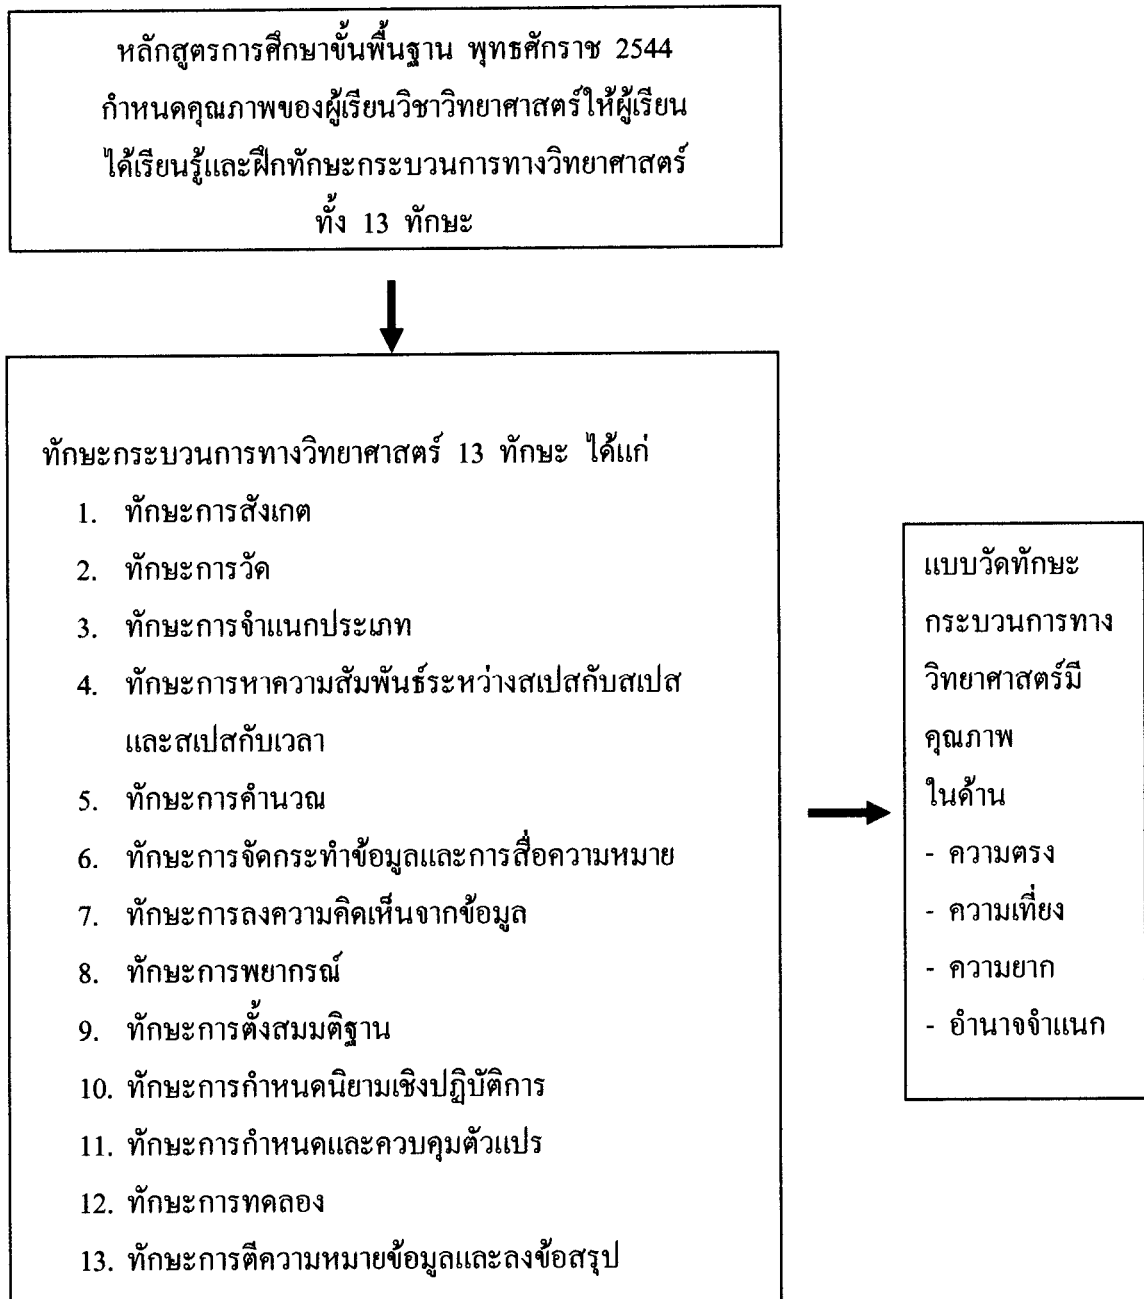 หลักสูตรการศึกษาขั้นพื้นฐาน พุทธศักราช 2544
กำหนดคุณภาพของผู้เรียนวิชาวิทยาศาสตร์ให้ผู้เรียน
ได้เรียนรู้และฝึกทักษะกระบวนการทางวิทยาศาสตร์
ทั้ง 13 ทักษะ
ทักษะกระบวนการทางวิทยาศาสตร์ 13 ทักษะ ได้แก่
1. ทักษะการสังเกต
2. ทักษะการวัด
3. ทักษะการจำแนกประเภท
4. ทักษะการหาความสัมพันธ์ระหว่างสเปสกับสเปส
และสเปสกับเวลา
5. ทักษะการคำนวณ
6. ทักษะการจัดกระทำข้อมูลและการสื่อความหมาย
7. ทักษะการลงความคิดเห็นจากข้อมูล
8. ทักษะการพยากรณ์
9. ทักษะการตั้งสมมติฐาน
10. ทักษะการกำหนดนิยามเชิงปฏิบัติการ
11. ทักษะการกำหนดและควบคุมตัวแปร
12. ทักษะการทดลอง
13. ทักษะการตีความหมายข้อมูลและลงข้อสรุป
แบบวัดทักษะ
กระบวนการทาง
วิทยาศาสตร์มี
คุณภาพ
ในด้าน
- ความตรง
- ความเที่ยง
- ความยาก
- อำนาจจำแนก